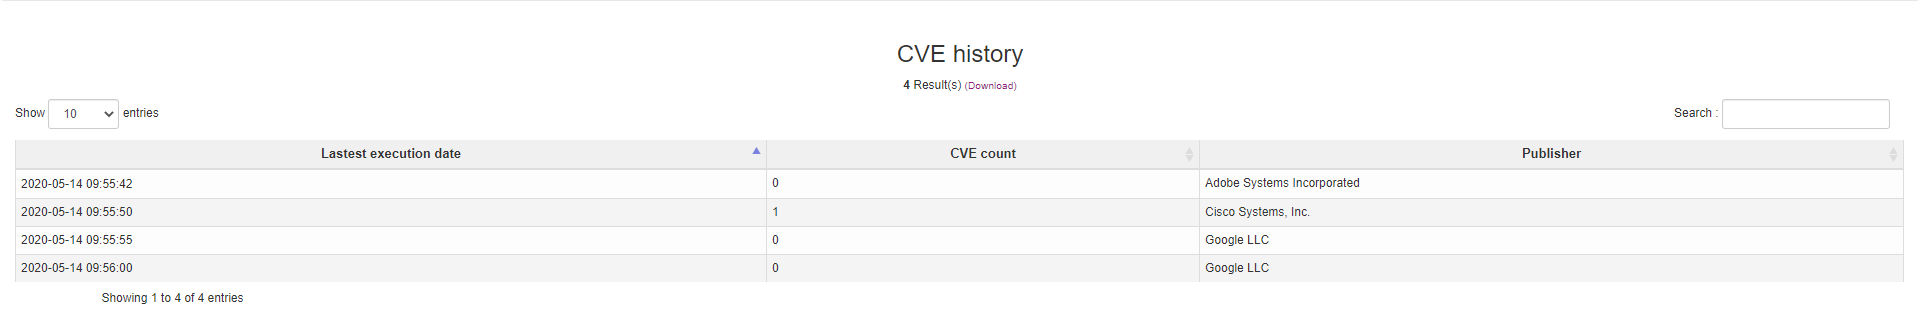 CVE history
4 Result(s) (Download)
Show 10 entries Search :
Lastest execution date CVE count Publisher
2020-05-14 09:55:42 0 Adobe Systems Incorporated
2020-05-14 09:55:50 1 Cisco Systems, Inc.
2020-05-14 09:55:55 0 Google LLC
2020-05-14 09:56:00 0 Google LLC
Showing 1 to 4 of 4 entries